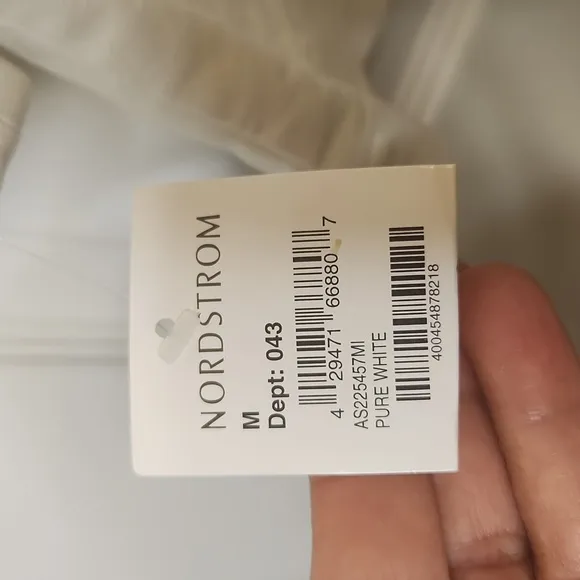 NORDSTROM
M
Dept: 043
4 29471 66880 7
AS225457MI
PURE WHITE
400454878218